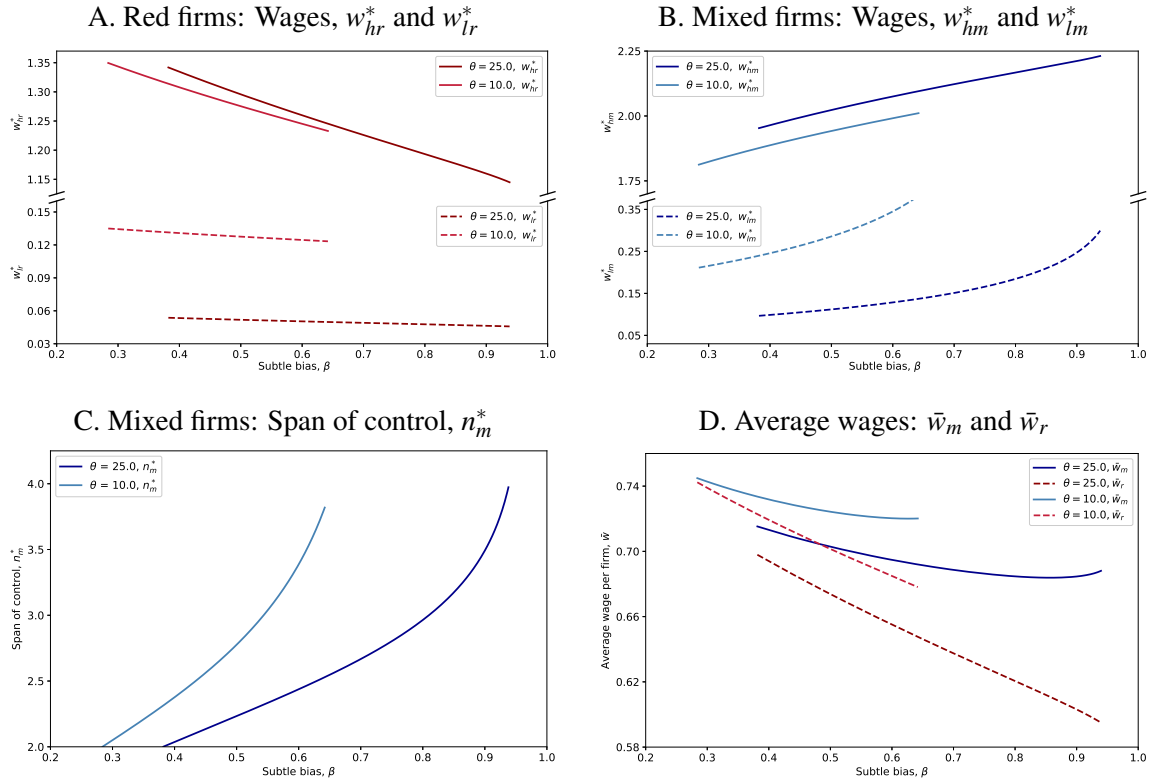 A. Red firms: Wages, w*hr and w*lr
1.35
1.30
1.25
1.20
1.15
w*hr
θ = 25.0, w*hr
θ = 10.0, w*hr
0.15
0.12
0.09
0.06
0.03
w*lr
θ = 25.0, w*lr
θ = 10.0, w*lr
0.2 0.3 0.4 0.5 0.6 0.7 0.8 0.9 1.0
Subtle bias, β
B. Mixed firms: Wages, w*hm and w*lm
2.25
2.00
1.75
w*hm
θ = 25.0, w*hm
θ = 10.0, w*hm
0.35
0.25
0.15
0.05
w*lm
θ = 25.0, w*lm
θ = 10.0, w*lm
0.2 0.3 0.4 0.5 0.6 0.7 0.8 0.9 1.0
Subtle bias, β
C. Mixed firms: Span of control, n*m
4.0
3.5
3.0
2.5
2.0
Span of control, n*m
θ = 25.0, n*m
θ = 10.0, n*m
0.2 0.3 0.4 0.5 0.6 0.7 0.8 0.9 1.0
Subtle bias, β
D. Average wages: w̄m and w̄r
0.74
0.70
0.66
0.62
0.58
Average wage per firm, w̄
θ = 25.0, w̄m
θ = 25.0, w̄r
θ = 10.0, w̄m
θ = 10.0, w̄r
0.2 0.3 0.4 0.5 0.6 0.7 0.8 0.9 1.0
Subtle bias, β